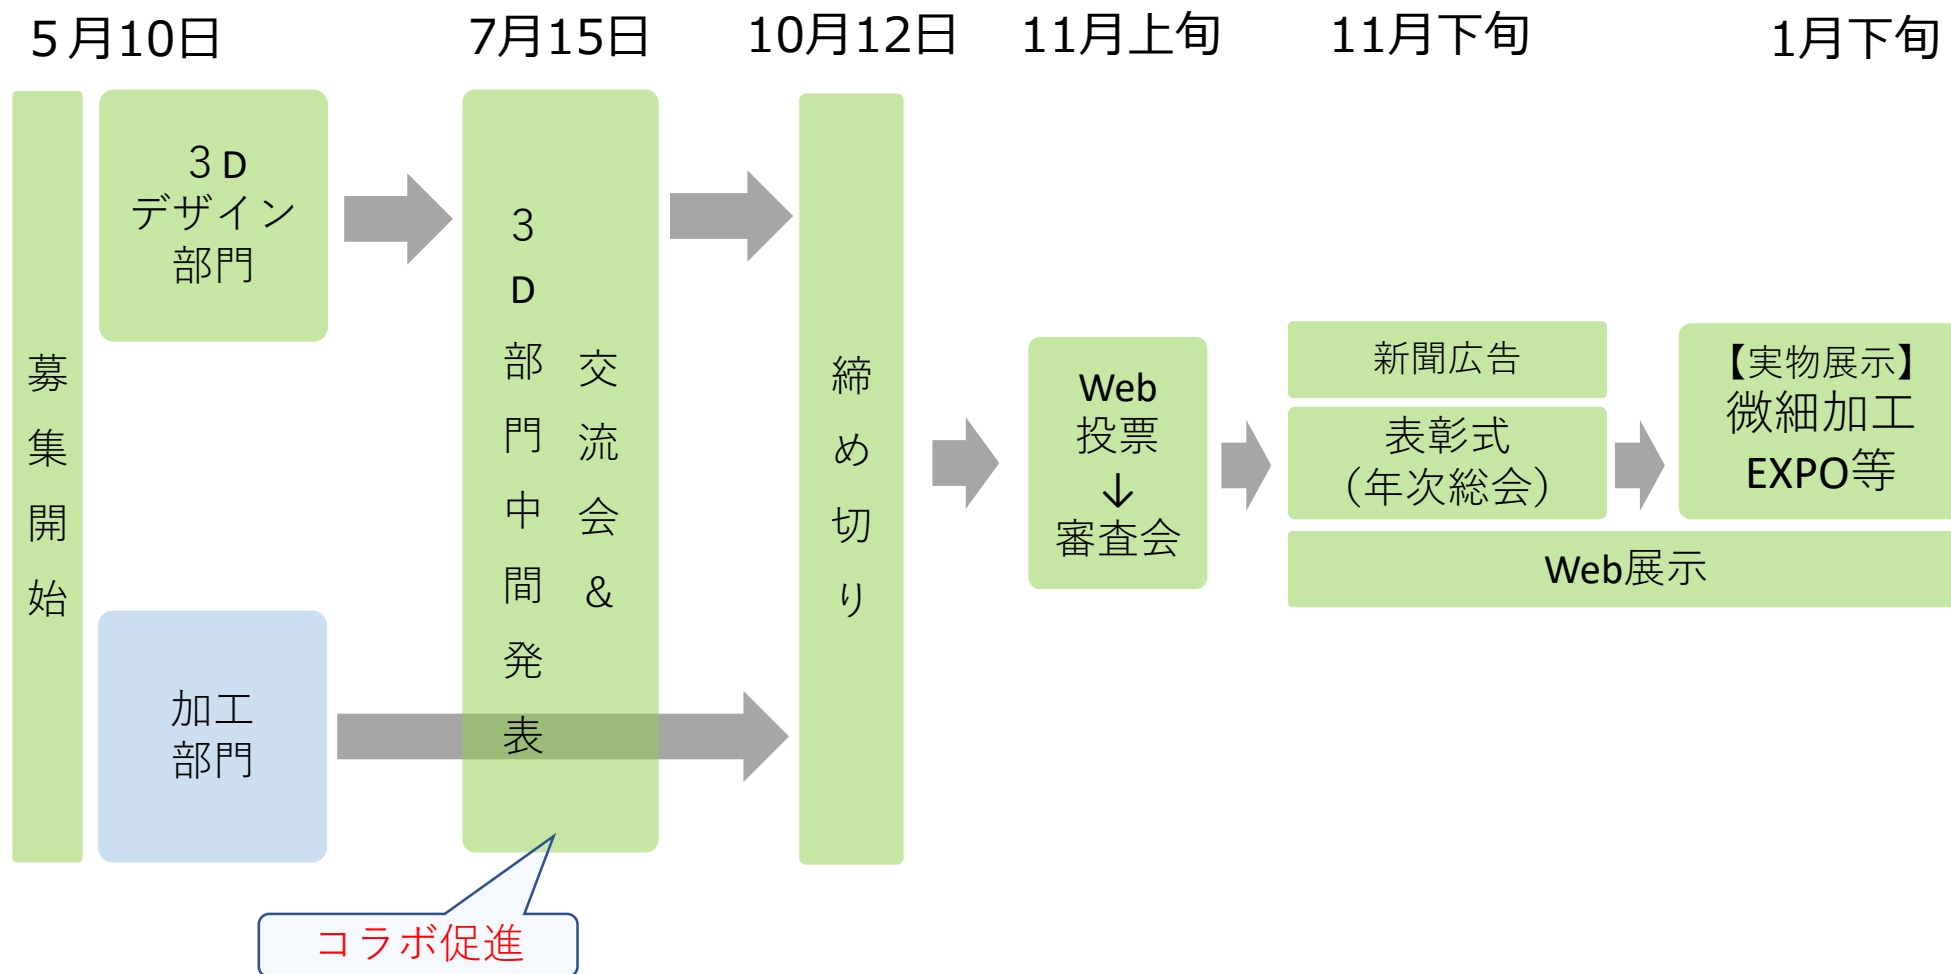 5月10日
7月15日
10月12日
11月上旬
11月下旬
1月下旬
募集開始
３D
デザイン
部門
加工
部門
交流会＆
３D部門中間発表
コラボ促進
締め切り
Web
投票
↓
審査会
新聞広告
表彰式
（年次総会）
【実物展示】
微細加工
EXPO等
Web展示